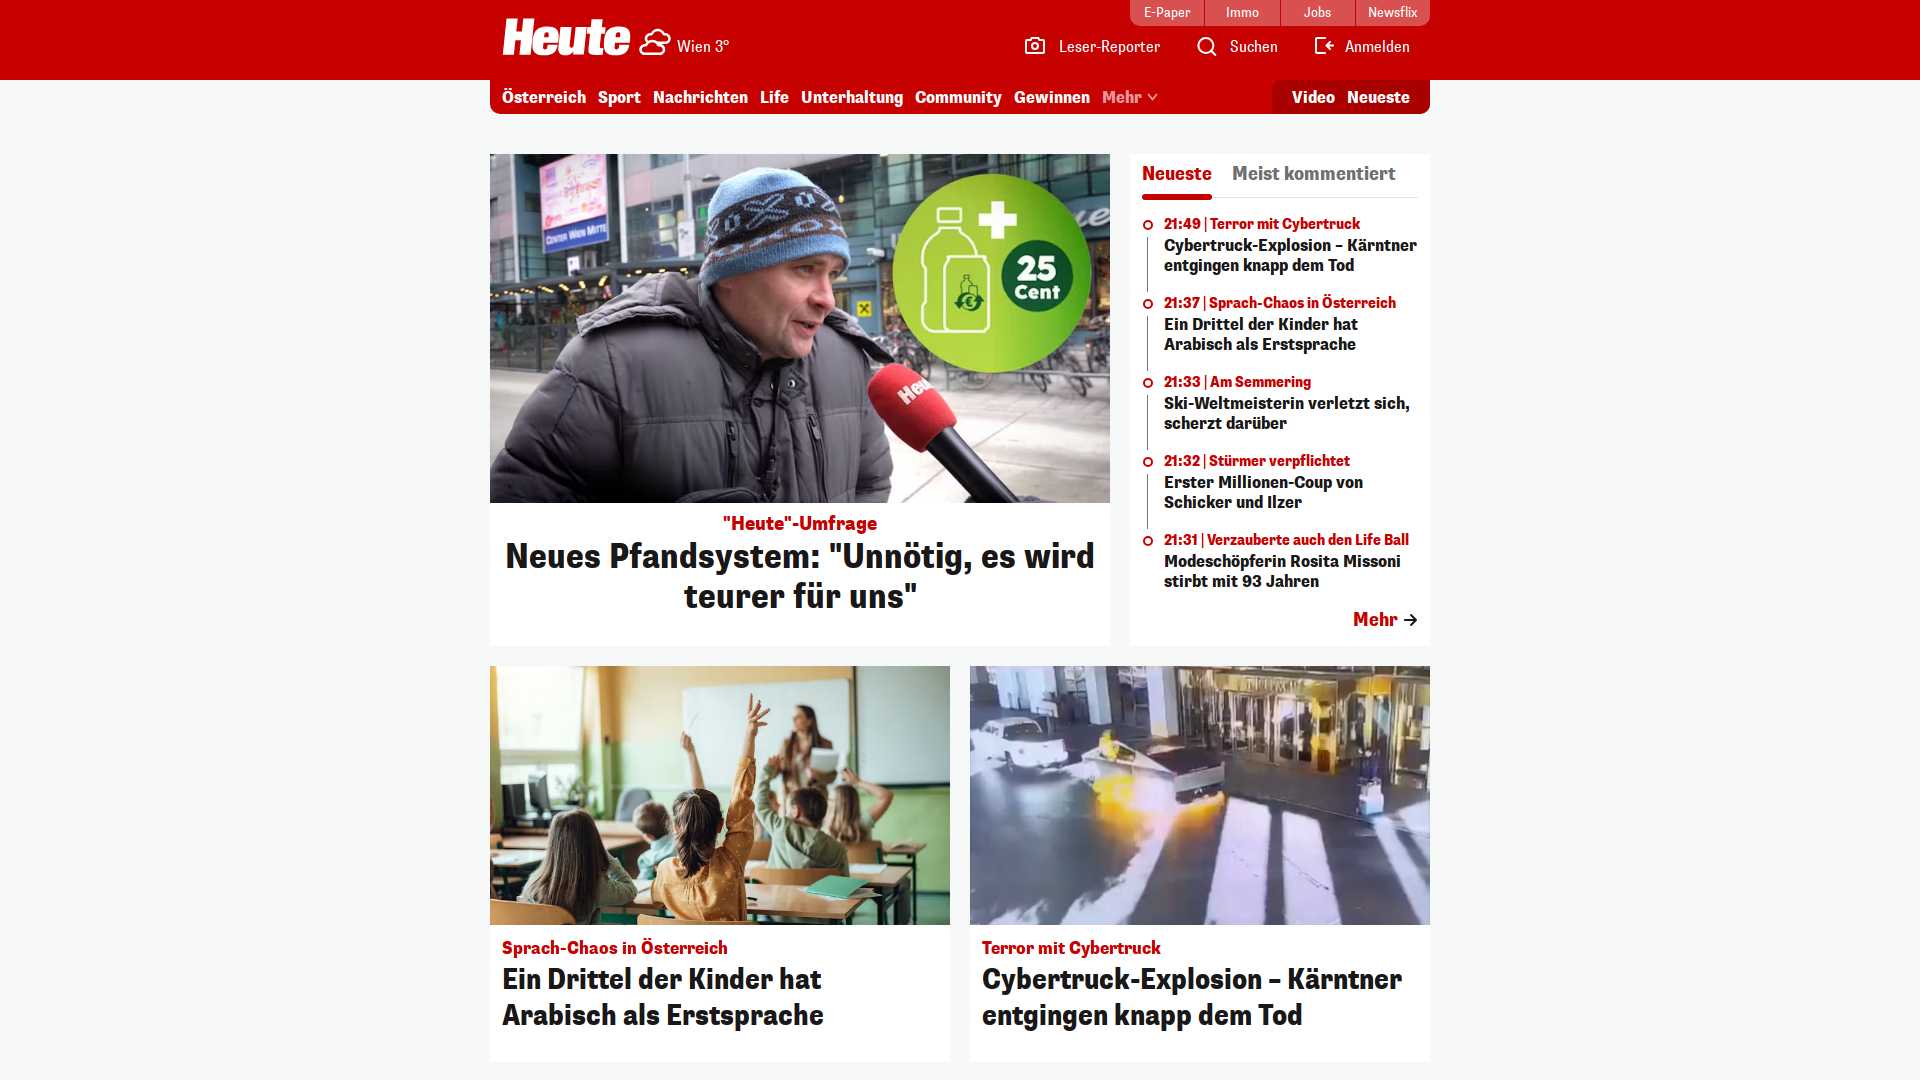 E-Paper
Immo
Jobs
Newsflix
Heute
Wien 3°
Leser-Reporter
Suchen
Anmelden
Österreich
Sport
Nachrichten
Life
Unterhaltung
Community
Gewinnen
Mehr
Video
Neueste
CENTER WIEN MITTE
25
Cent
Heute
"Heute"-Umfrage
Neues Pfandsystem: "Unnötig, es wird
teurer für uns"
Neueste
Meist kommentiert
21:49 | Terror mit Cybertruck
Cybertruck-Explosion – Kärntner
entgingen knapp dem Tod
21:37 | Sprach-Chaos in Österreich
Ein Drittel der Kinder hat
Arabisch als Erstsprache
21:33 | Am Semmering
Ski-Weltmeisterin verletzt sich,
scherzt darüber
21:32 | Stürmer verpflichtet
Erster Millionen-Coup von
Schicker und Ilzer
21:31 | Verzauberte auch den Life Ball
Modeschöpferin Rosita Missoni
stirbt mit 93 Jahren
Mehr
Sprach-Chaos in Österreich
Ein Drittel der Kinder hat
Arabisch als Erstsprache
Terror mit Cybertruck
Cybertruck-Explosion – Kärntner
entgingen knapp dem Tod